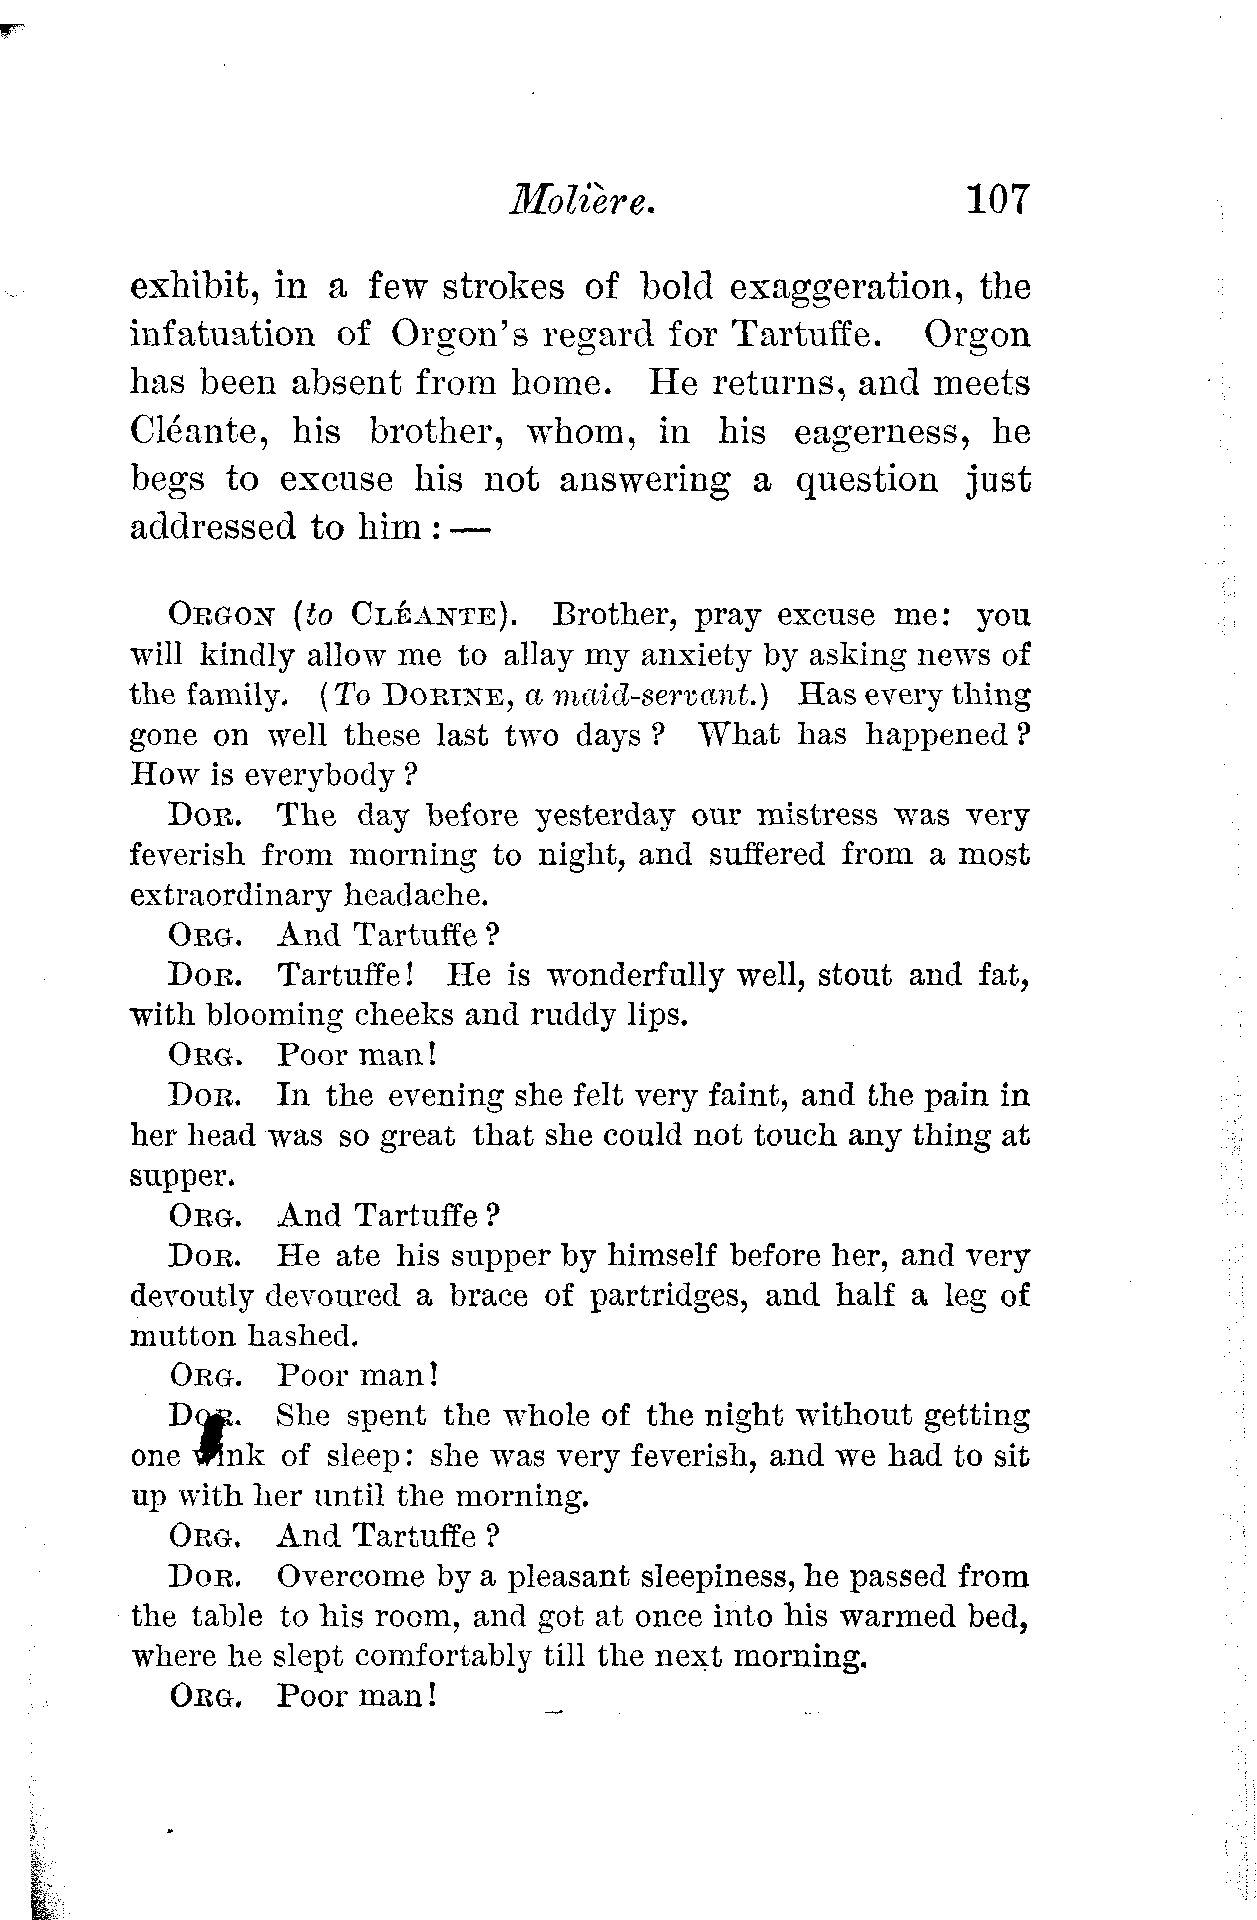 Molière. 107
exhibit, in a few strokes of bold exaggeration, the
infatuation of Orgon's regard for Tartuffe. Orgon
has been absent from home. He returns, and meets
Cléante, his brother, whom, in his eagerness, he
begs to excuse his not answering a question just
addressed to him : —
ORGON (to CLÉANTE). Brother, pray excuse me: you
will kindly allow me to allay my anxiety by asking news of
the family. (To DORINE, a maid-servant.) Has every thing
gone on well these last two days? What has happened?
How is everybody?
DOR. The day before yesterday our mistress was very
feverish from morning to night, and suffered from a most
extraordinary headache.
ORG. And Tartuffe?
DOR. Tartuffe! He is wonderfully well, stout and fat,
with blooming cheeks and ruddy lips.
ORG. Poor man!
DOR. In the evening she felt very faint, and the pain in
her head was so great that she could not touch any thing at
supper.
ORG. And Tartuffe?
DOR. He ate his supper by himself before her, and very
devoutly devoured a brace of partridges, and half a leg of
mutton hashed.
ORG. Poor man!
DOR. She spent the whole of the night without getting
one wink of sleep: she was very feverish, and we had to sit
up with her until the morning.
ORG. And Tartuffe?
DOR. Overcome by a pleasant sleepiness, he passed from
the table to his room, and got at once into his warmed bed,
where he slept comfortably till the next morning.
ORG. Poor man!